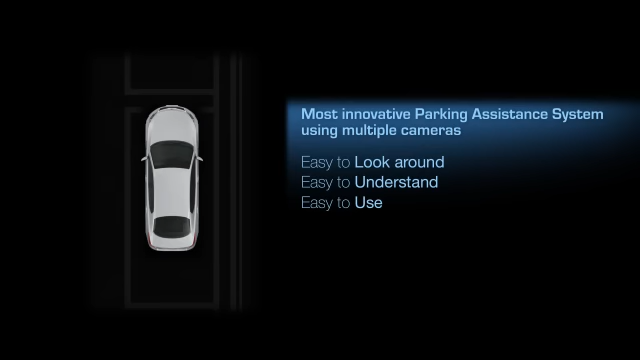 Most innovative Parking Assistance System
using multiple cameras
Easy to Look around
Easy to Understand
Easy to Use